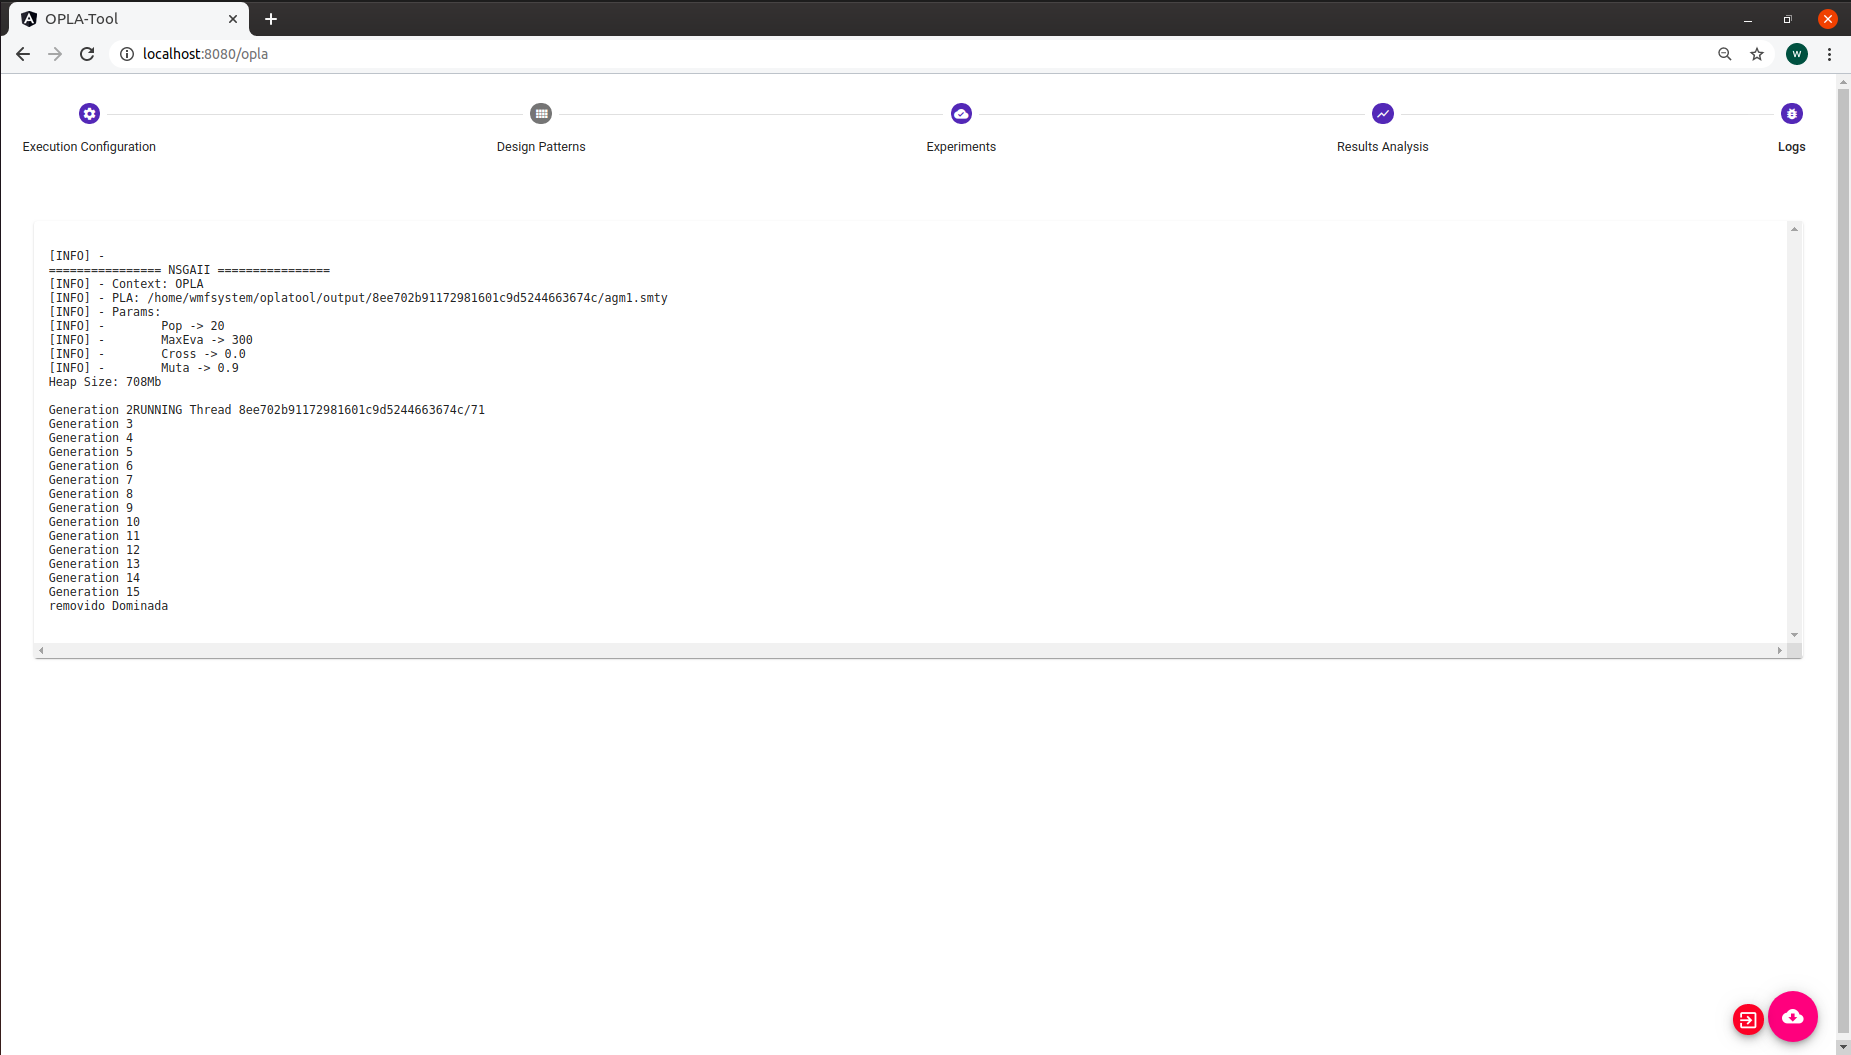 OPLA-Tool
localhost:8080/opla
W
Execution Configuration
Design Patterns
Experiments
Results Analysis
Logs
[INFO] -
================ NSGAII ================
[INFO] - Context: OPLA
[INFO] - PLA: /home/wmfsystem/oplatool/output/8ee702b91172981601c9d5244663674c/agm1.smty
[INFO] - Params:
[INFO] -        Pop -> 20
[INFO] -        MaxEva -> 300
[INFO] -        Cross -> 0.0
[INFO] -        Muta -> 0.9
Heap Size: 708Mb
Generation 2RUNNING Thread 8ee702b91172981601c9d5244663674c/71
Generation 3
Generation 4
Generation 5
Generation 6
Generation 7
Generation 8
Generation 9
Generation 10
Generation 11
Generation 12
Generation 13
Generation 14
Generation 15
removido Dominada